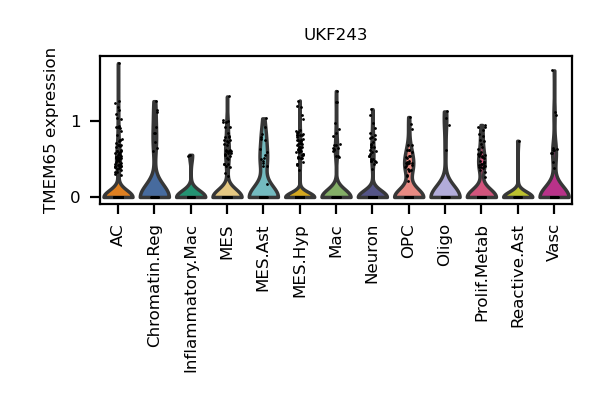 UKF243
TMEM65 expression
1
0
AC
Chromatin.Reg
Inflammatory.Mac
MES
MES.Ast
MES.Hyp
Mac
Neuron
OPC
Oligo
Prolif.Metab
Reactive.Ast
Vasc